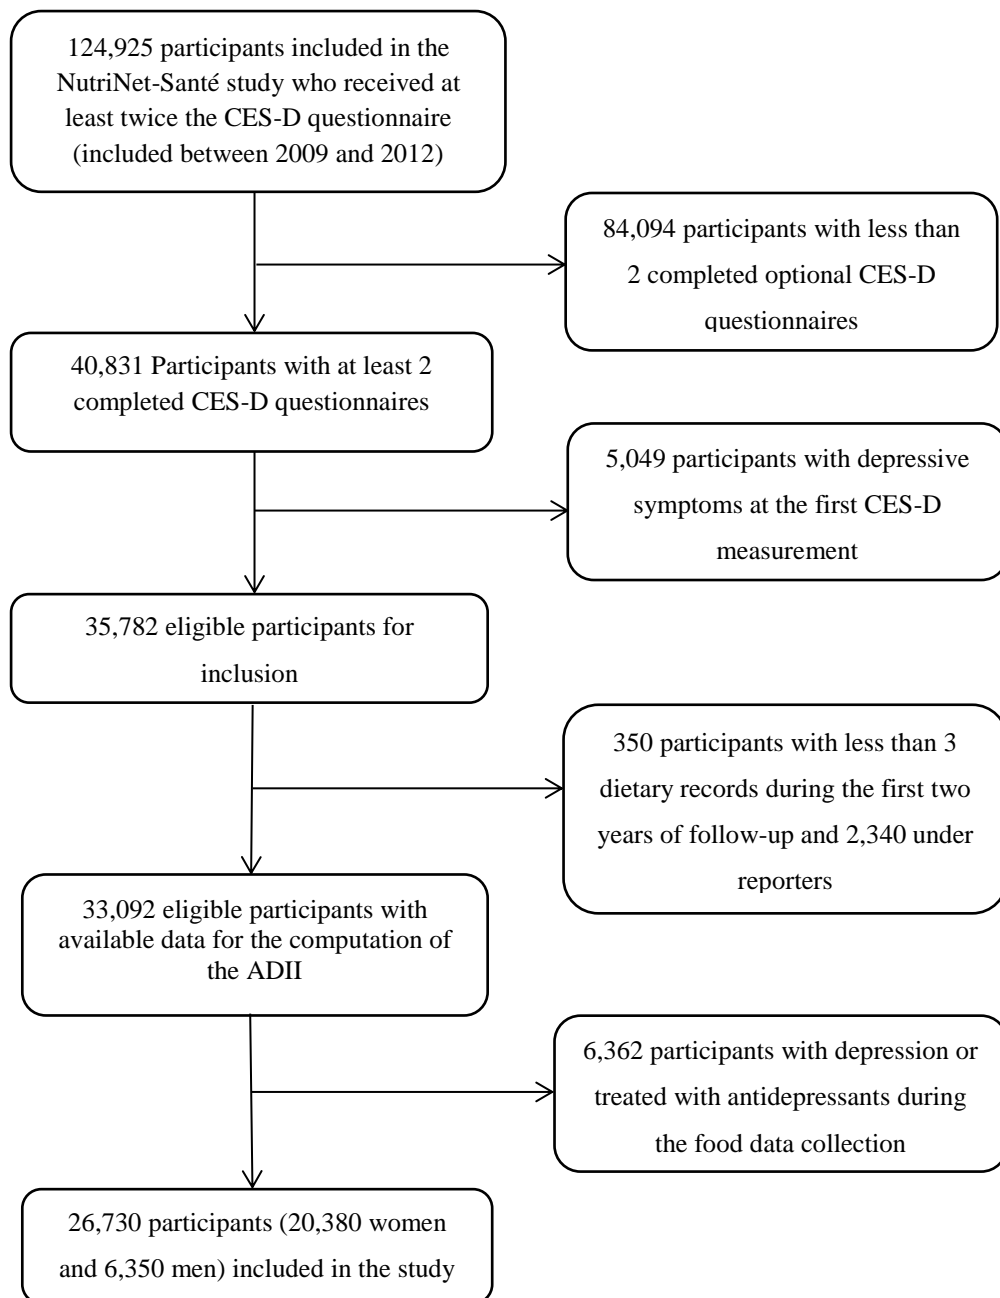 124,925 participants included in the
NutriNet-Santé study who received at
least twice the CES-D questionnaire
(included between 2009 and 2012)
84,094 participants with less than
2 completed optional CES-D
questionnaires
40,831 Participants with at least 2
completed CES-D questionnaires
5,049 participants with depressive
symptoms at the first CES-D
measurement
35,782 eligible participants for
inclusion
350 participants with less than 3
dietary records during the first two
years of follow-up and 2,340 under
reporters
33,092 eligible participants with
available data for the computation of
the ADII
6,362 participants with depression or
treated with antidepressants during
the food data collection
26,730 participants (20,380 women
and 6,350 men) included in the study